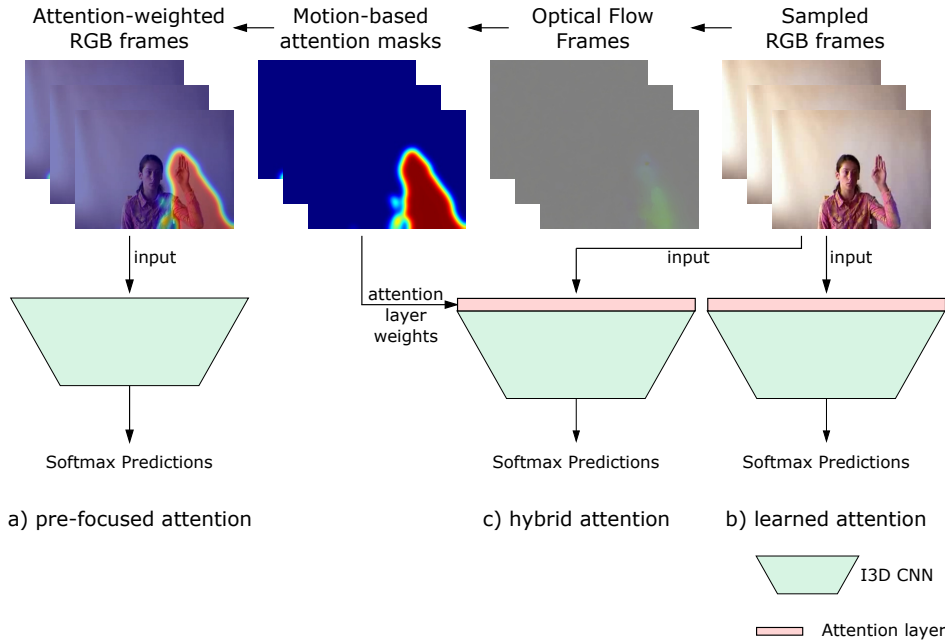 Attention-weighted
RGB frames
Motion-based
attention masks
Optical Flow
Frames
Sampled
RGB frames
input
attention
layer
weights
input
input
Softmax Predictions
Softmax Predictions
Softmax Predictions
a) pre-focused attention
c) hybrid attention
b) learned attention
I3D CNN
Attention layer